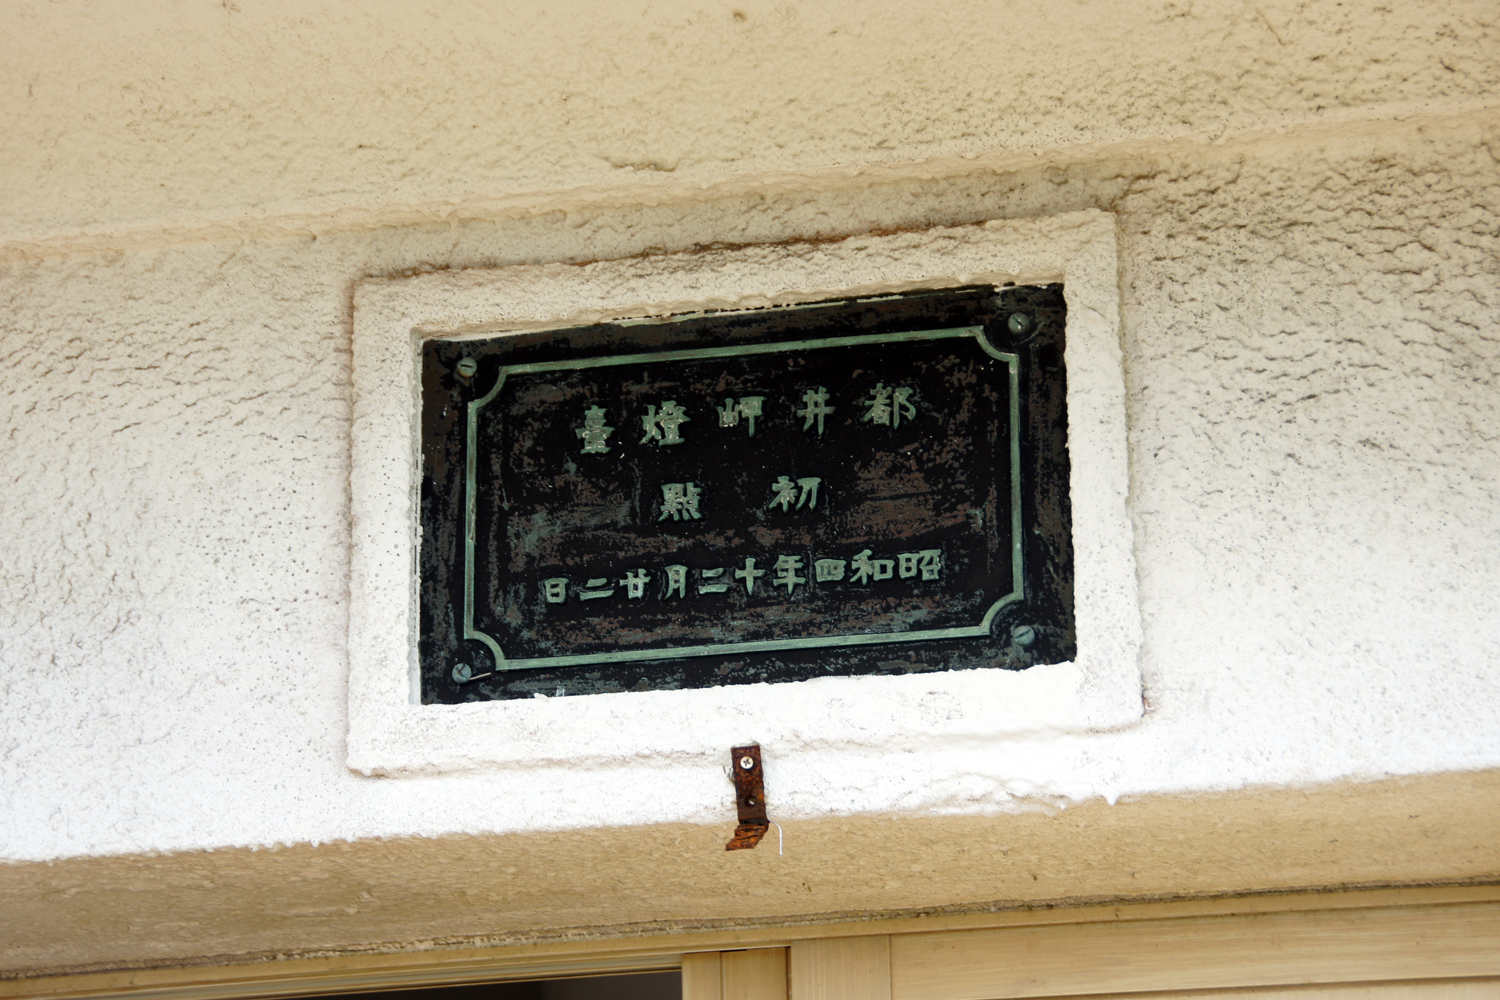 都井岬燈臺
初點
昭和四年十二月廿二日